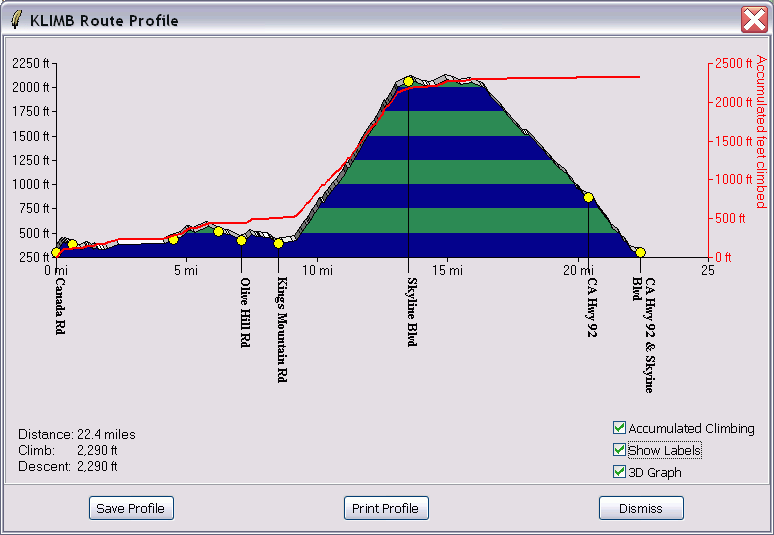 KLIMB Route Profile
2250 ft
2000 ft
1750 ft
1500 ft
1250 ft
1000 ft
750 ft
500 ft
250 ft
2500 ft
2000 ft
1500 ft
1000 ft
500 ft
0 ft
Accumulated feet climbed
0 mi
5 mi
10 mi
15 mi
20 mi
25
Canada Rd
Olive Hill Rd
Kings Mountain Rd
Skyline Blvd
CA Hwy 92
CA Hwy 92 & Skyine
Blvd
Distance: 22.4 miles
Climb: 2,290 ft
Descent: 2,290 ft
Accumulated Climbing
Show Labels
3D Graph
Save Profile
Print Profile
Dismiss